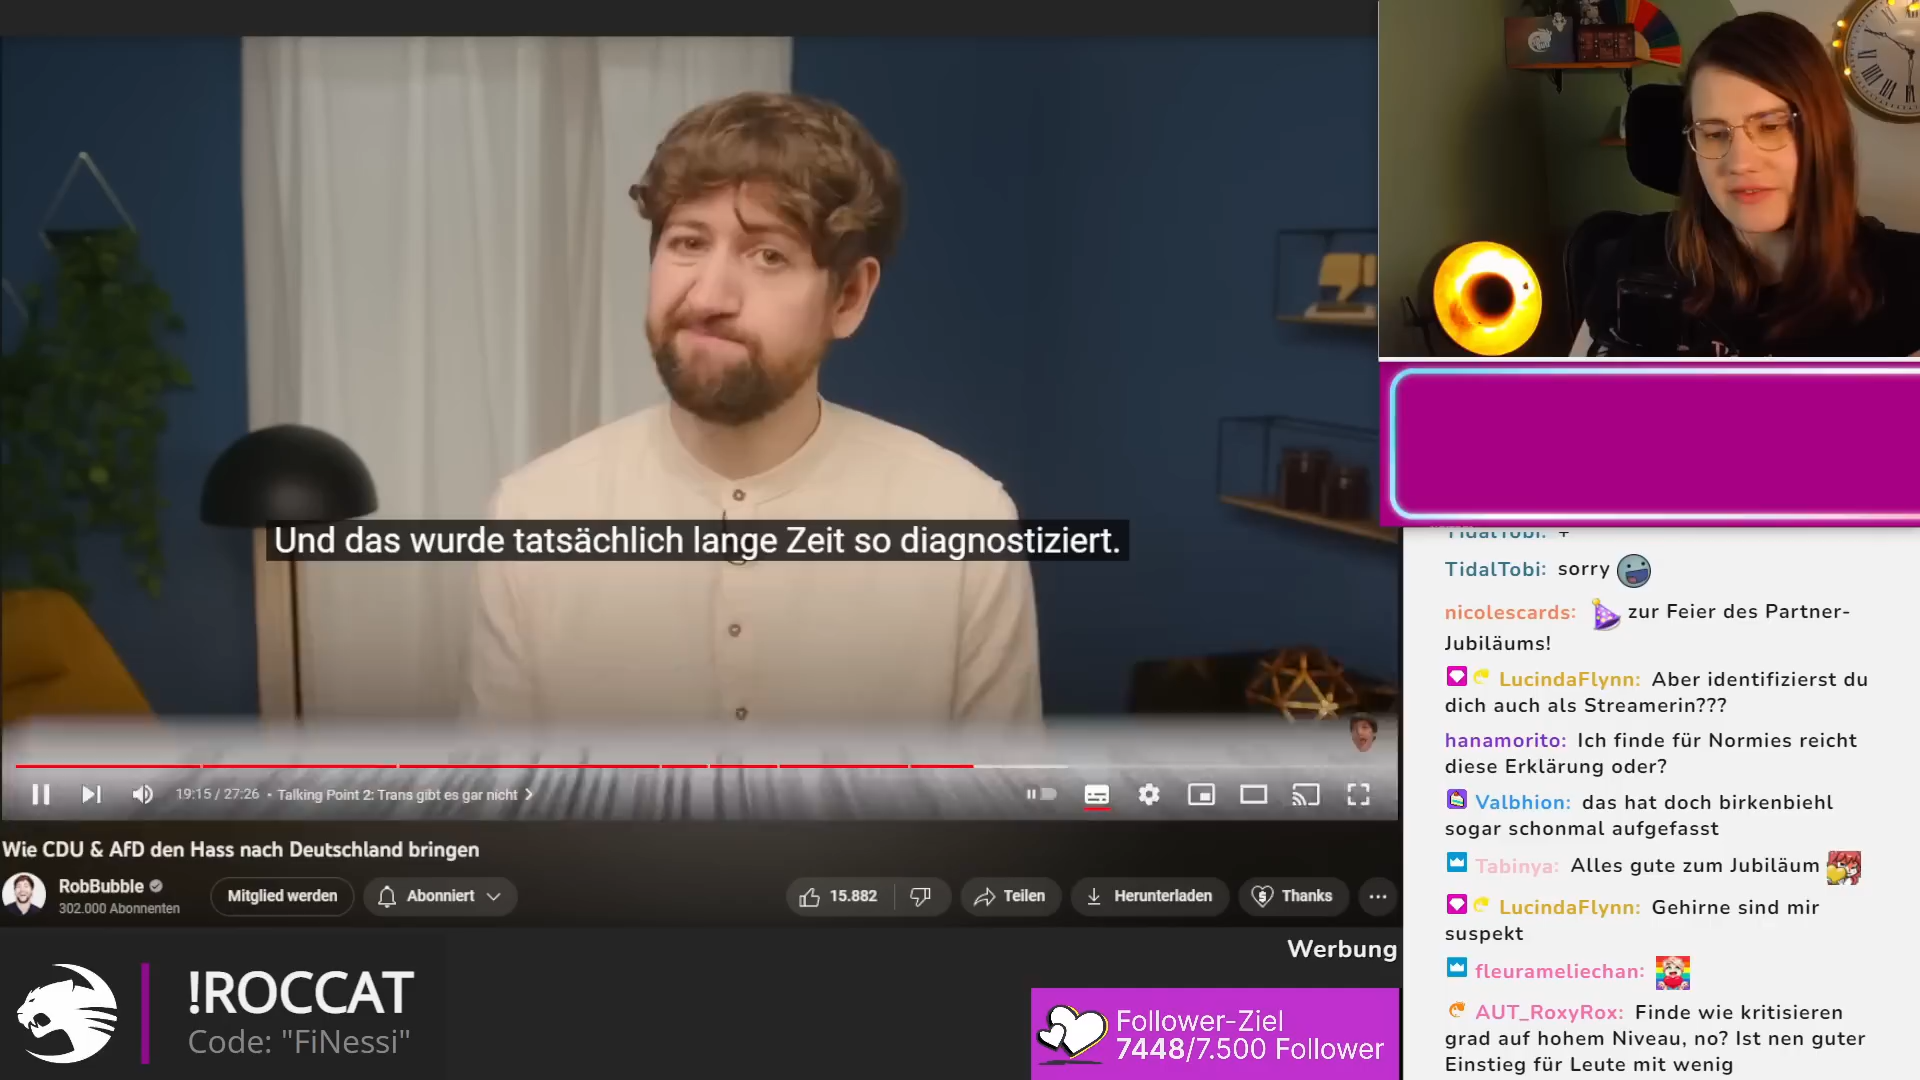 Und das wurde tatsächlich lange Zeit so diagnostiziert.
19:15 / 27:26 • Talking Point 2: Trans gibt es gar nicht
Wie CDU & AfD den Hass nach Deutschland bringen
RobBubble
302.000 Abonnenten
Mitglied werden
Abonniert
15.882
Teilen
Herunterladen
Thanks
Werbung
!ROCCAT
Code: "FiNessi"
Follower-Ziel
7448/7.500 Follower
TidalTobi: +
TidalTobi: sorry
nicolescards: zur Feier des Partner-
Jubiläums!
LucindaFlynn: Aber identifizierst du
dich auch als Streamerin???
hanamorito: Ich finde für Normies reicht
diese Erklärung oder?
Valbhion: das hat doch birkenbiehl
sogar schonmal aufgefasst
Tabinya: Alles gute zum Jubiläum
LucindaFlynn: Gehirne sind mir
suspekt
fleurameliechan:
AUT_RoxyRox: Finde wie kritisieren
grad auf hohem Niveau, no? Ist nen guter
Einstieg für Leute mit wenig